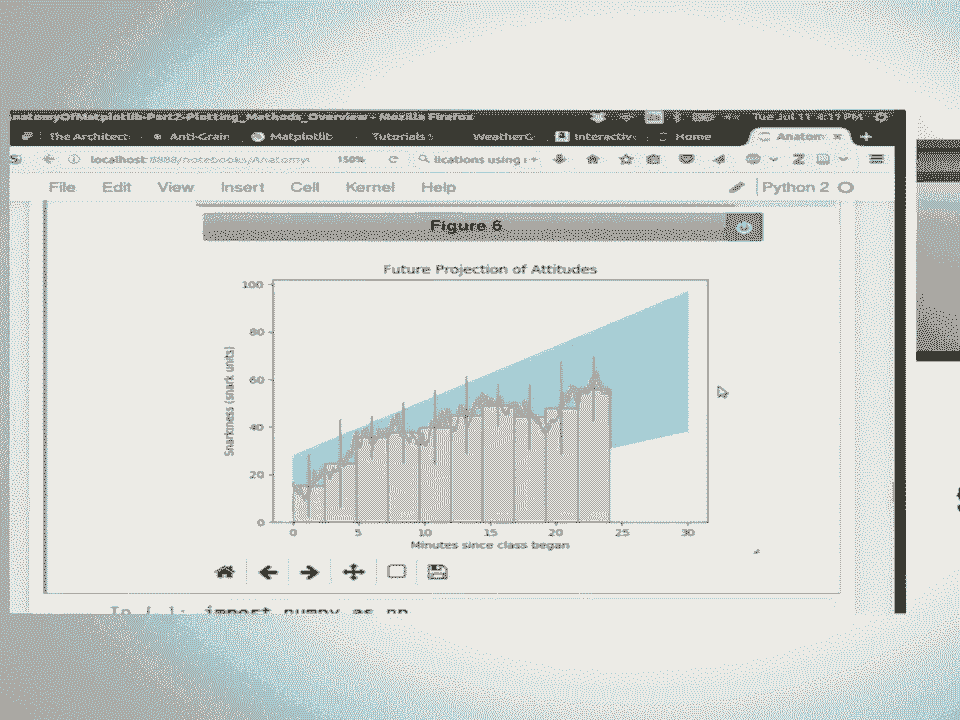 natomyOfMatplotlib-Part2-Plotting_Methods_Overview - Mozilla Firefox
Tue Jul 11 4:11 PM
The Architect
Anti-Grain
Matplotlib
Tutorials
WeatherG
Interactiv
Home
Anatom
localhost:8888/notebooks/Anatomy
150%
lications using
File Edit View Insert Cell Kernel Help
Python 2
Figure 6
Future Projection of Attitudes
100
80
60
40
20
0
Snarkiness (snark units)
0 5 10 15 20 25 30
Minutes since class began
import numpy as np